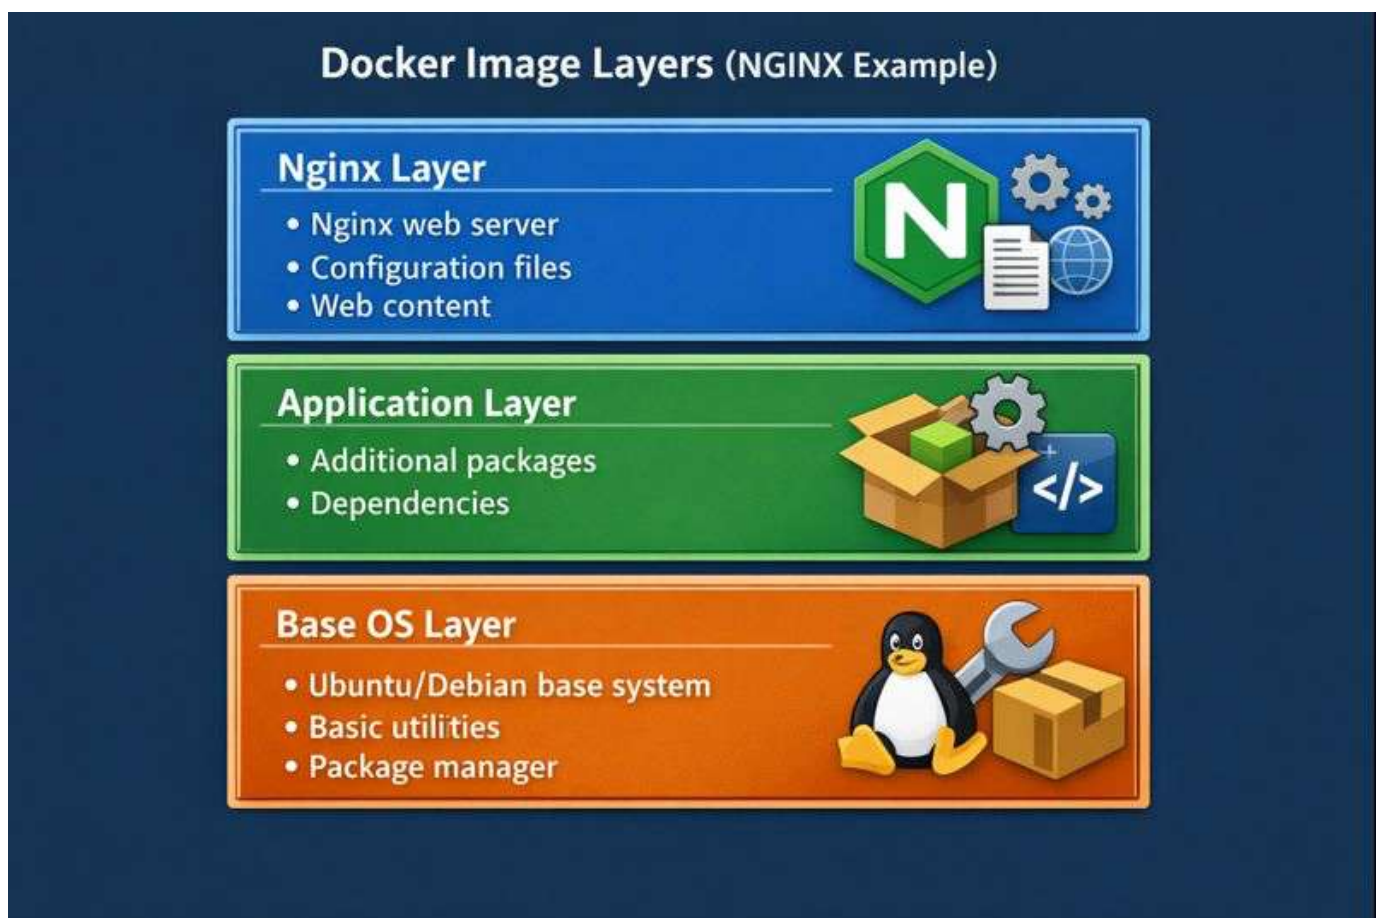 Docker Image Layers (NGINX Example)
Nginx Layer
• Nginx web server
• Configuration files
• Web content
N
Application Layer
• Additional packages
• Dependencies
</>
Base OS Layer
• Ubuntu/Debian base system
• Basic utilities
• Package manager